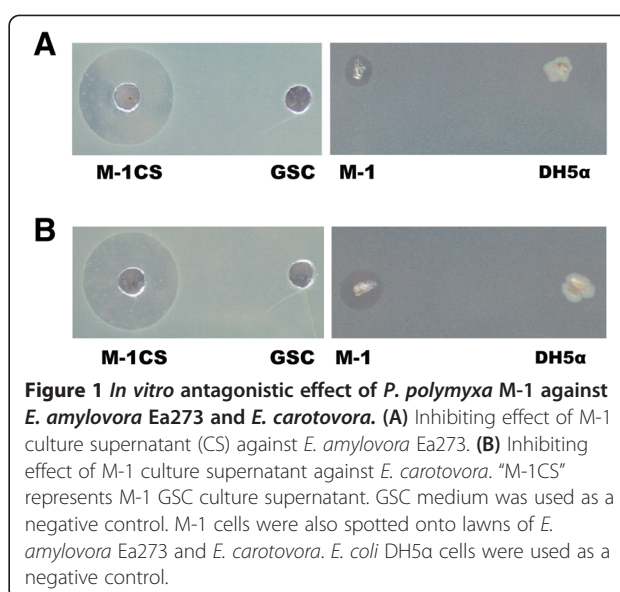 A
M-1CS GSC M-1 DH5α
B
M-1CS GSC M-1 DH5α
Figure 1 In vitro antagonistic effect of P. polymyxa M-1 against
E. amylovora Ea273 and E. carotovora. (A) Inhibiting effect of M-1
culture supernatant (CS) against E. amylovora Ea273. (B) Inhibiting
effect of M-1 culture supernatant against E. carotovora. “M-1CS”
represents M-1 GSC culture supernatant. GSC medium was used as a
negative control. M-1 cells were also spotted onto lawns of E.
amylovora Ea273 and E. carotovora. E. coli DH5α cells were used as a
negative control.